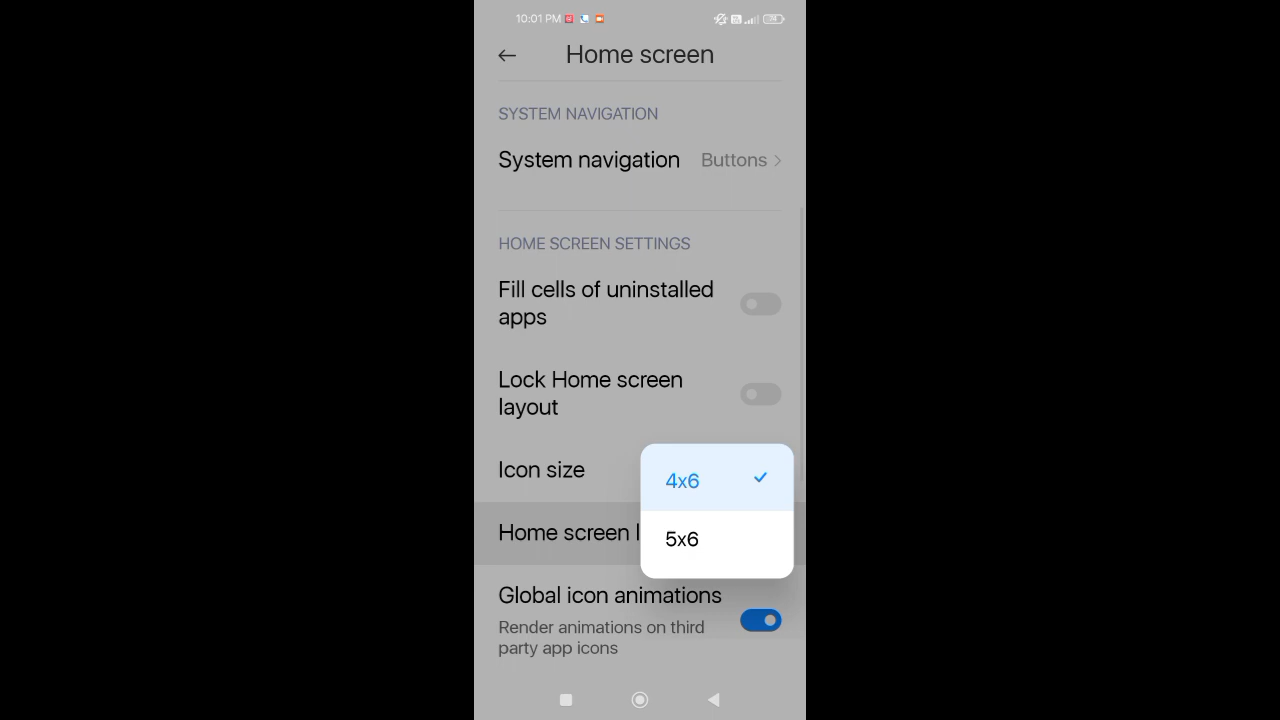 10:01 PM
Home screen
SYSTEM NAVIGATION
System navigation Buttons
HOME SCREEN SETTINGS
Fill cells of uninstalled
apps
Lock Home screen
layout
Icon size
4x6
Home screen l
5x6
Global icon animations
Render animations on third
party app icons